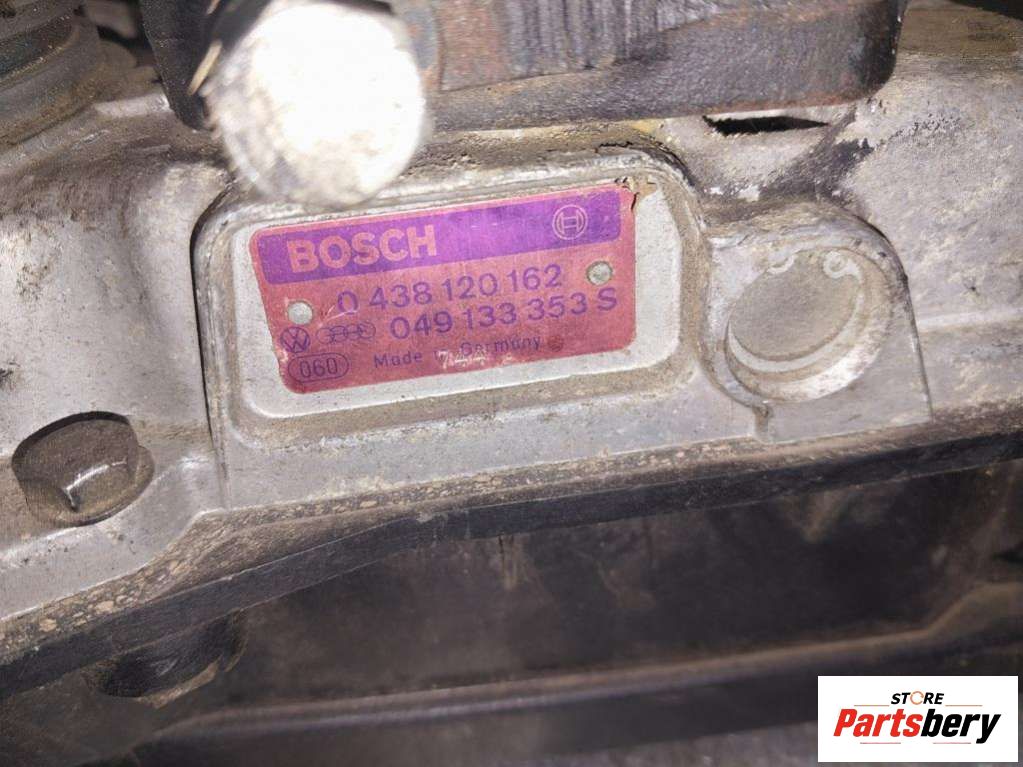 BOSCH
0 438 120 162
049 133 353 S
060 Made in Germany
STORE
Partsbery